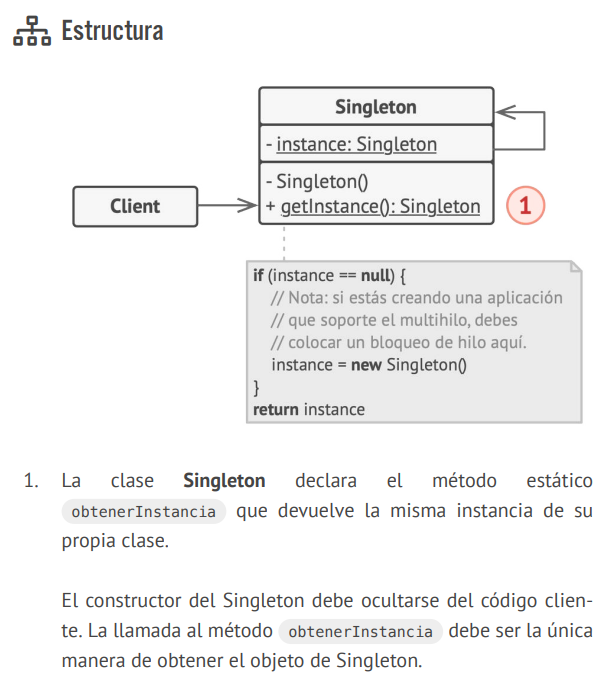 Estructura
Singleton
- instance: Singleton
- Singleton()
+ getInstance(): Singleton
Client
1
if (instance == null) {
// Nota: si estás creando una aplicación
// que soporte el multihilo, debes
// colocar un bloqueo de hilo aquí.
instance = new Singleton()
}
return instance
1. La clase Singleton declara el método estático
obtenerInstancia que devuelve la misma instancia de su
propia clase.
El constructor del Singleton debe ocultarse del código clien-
te. La llamada al método obtenerInstancia debe ser la única
manera de obtener el objeto de Singleton.